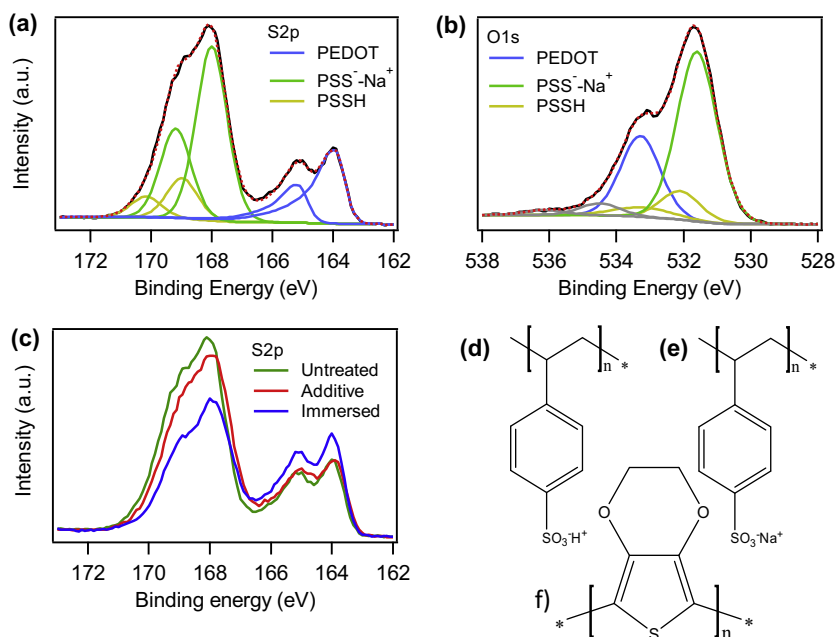 (a)
S2p
PEDOT
PSS⁻-Na⁺
PSSH
Intensity (a.u.)
172 170 168 166 164 162
Binding Energy (eV)
(b)
O1s
PEDOT
PSS⁻-Na⁺
PSSH
Intensity (a.u.)
538 536 534 532 530 528
Binding Energy (eV)
(c)
S2p
Untreated
Additive
Immersed
Intensity (a.u.)
172 170 168 166 164 162
Binding energy (eV)
(d)
n
*
SO₃⁻H⁺
(e)
n
*
SO₃⁻Na⁺
f)
O O
* S n *